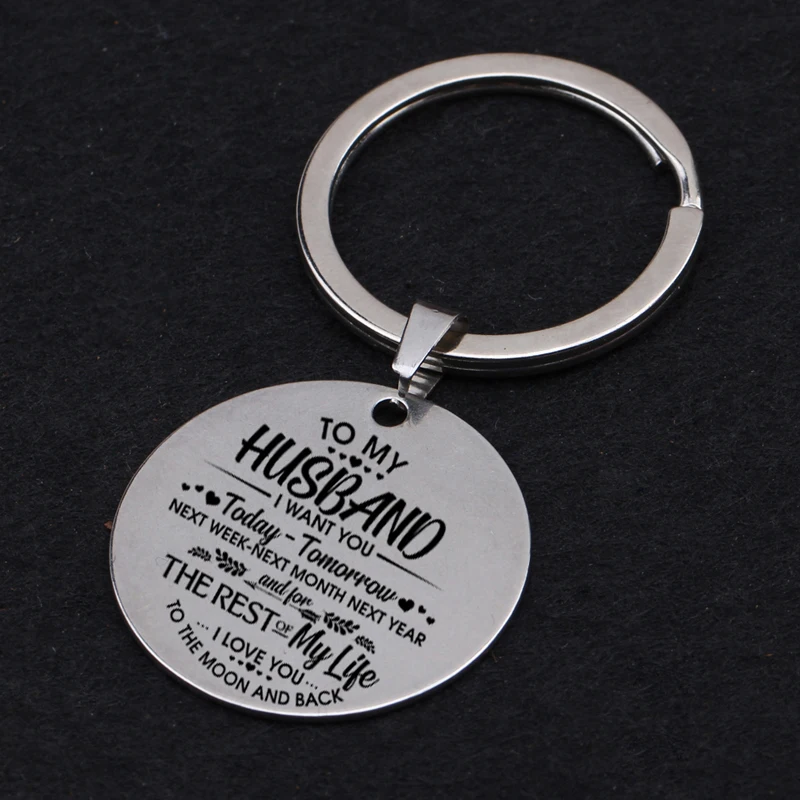 TO MY
HUSBAND
I WANT YOU
Today - Tomorrow
NEXT WEEK-NEXT MONTH NEXT YEAR
and for
THE REST OF My Life
... I LOVE YOU...
TO THE MOON AND BACK